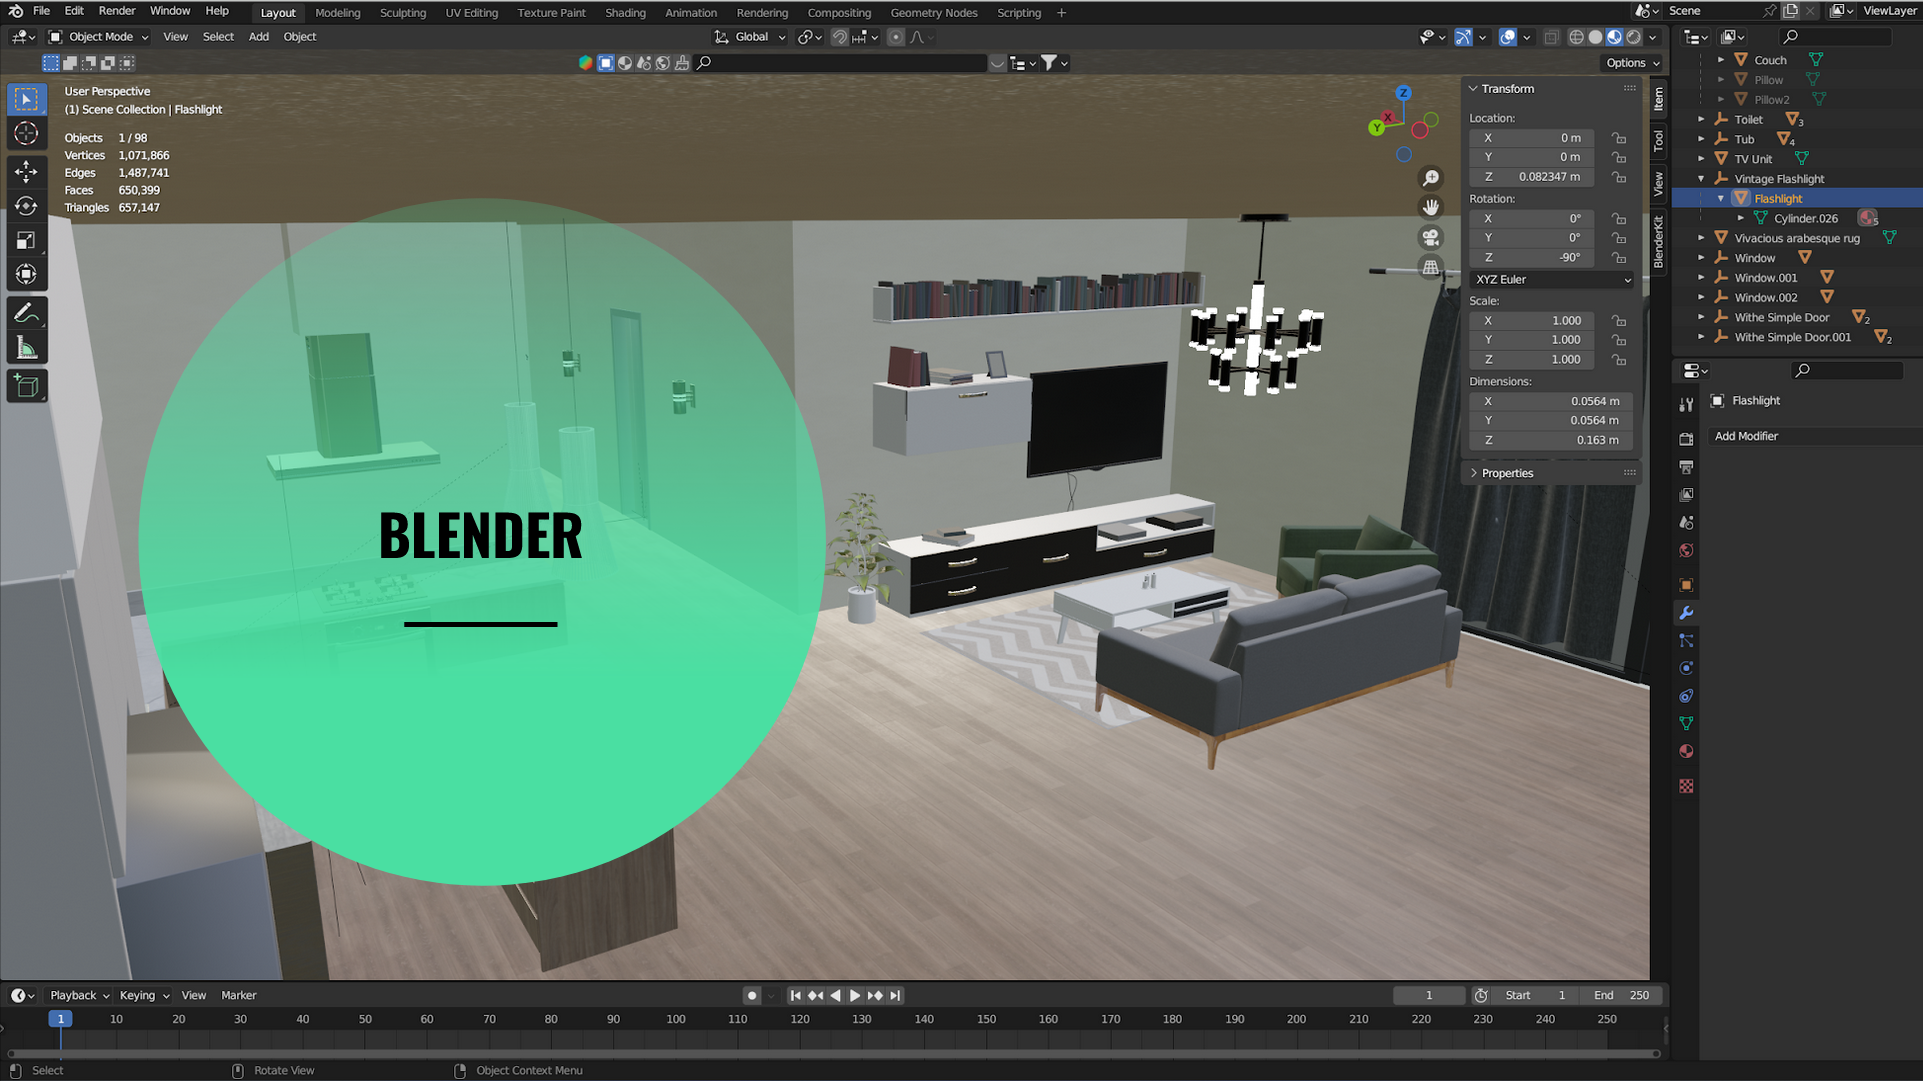 File Edit Render Window Help Layout Modeling Sculpting UV Editing Texture Paint Shading Animation Rendering Compositing Geometry Nodes Scripting + Scene ViewLayer
Object Mode View Select Add Object Global
Options
User Perspective
(1) Scene Collection | Flashlight
Objects 1 / 98
Vertices 1,071,866
Edges 1,487,741
Faces 650,399
Triangles 657,147
Z
X
Y
Transform
Location:
X 0 m
Y 0 m
Z 0.082347 m
Rotation:
X 0°
Y 0°
Z -90°
XYZ Euler
Scale:
X 1.000
Y 1.000
Z 1.000
Dimensions:
X 0.0564 m
Y 0.0564 m
Z 0.163 m
Properties
Item
Tool
View
BlenderKit
Couch
Pillow
Pillow2
Toilet 3
Tub 4
TV Unit
Vintage Flashlight
Flashlight
Cylinder.026 5
Vivacious arabesque rug
Window
Window.001
Window.002
Withe Simple Door 2
Withe Simple Door.001 2
Flashlight
Add Modifier
BLENDER
Playback Keying View Marker 1 Start 1 End 250
1 10 20 30 40 50 60 70 80 90 100 110 120 130 140 150 160 170 180 190 200 210 220 230 240 250
Select Rotate View Object Context Menu